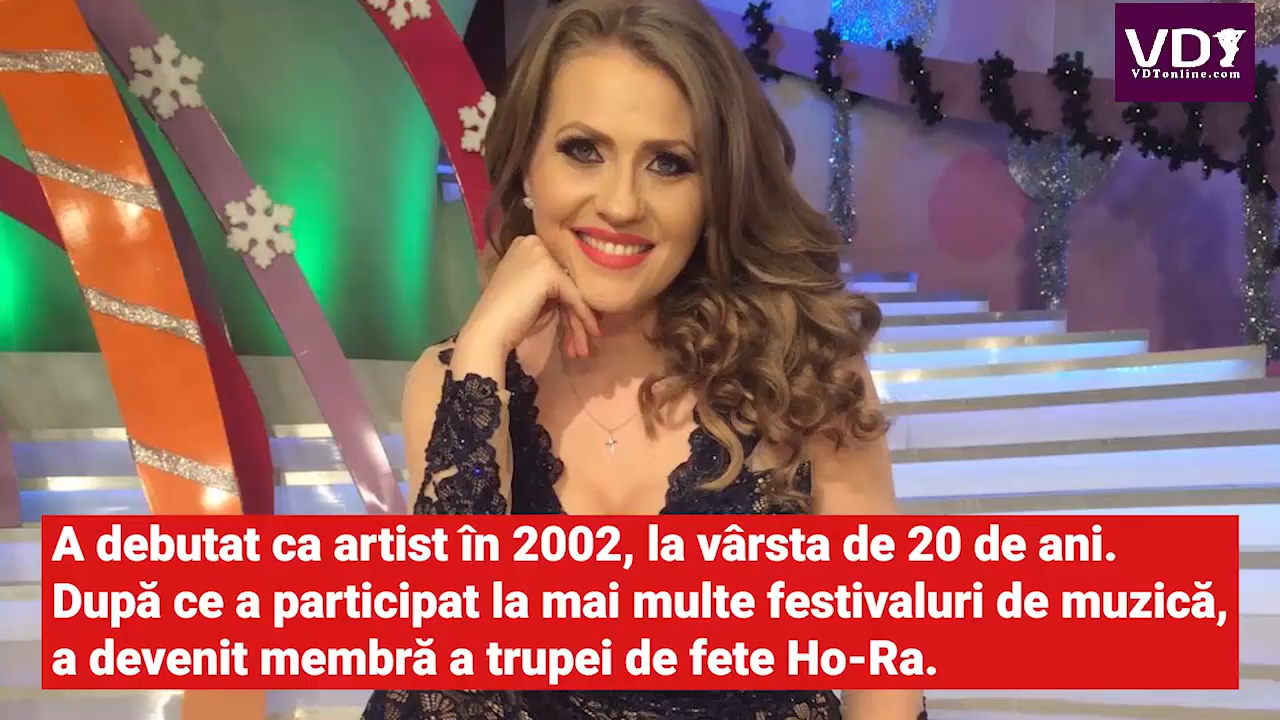 VD
VDTonline.com
A debutat ca artist în 2002, la vârsta de 20 de ani.
După ce a participat la mai multe festivaluri de muzică,
a devenit membră a trupei de fete Ho-Ra.